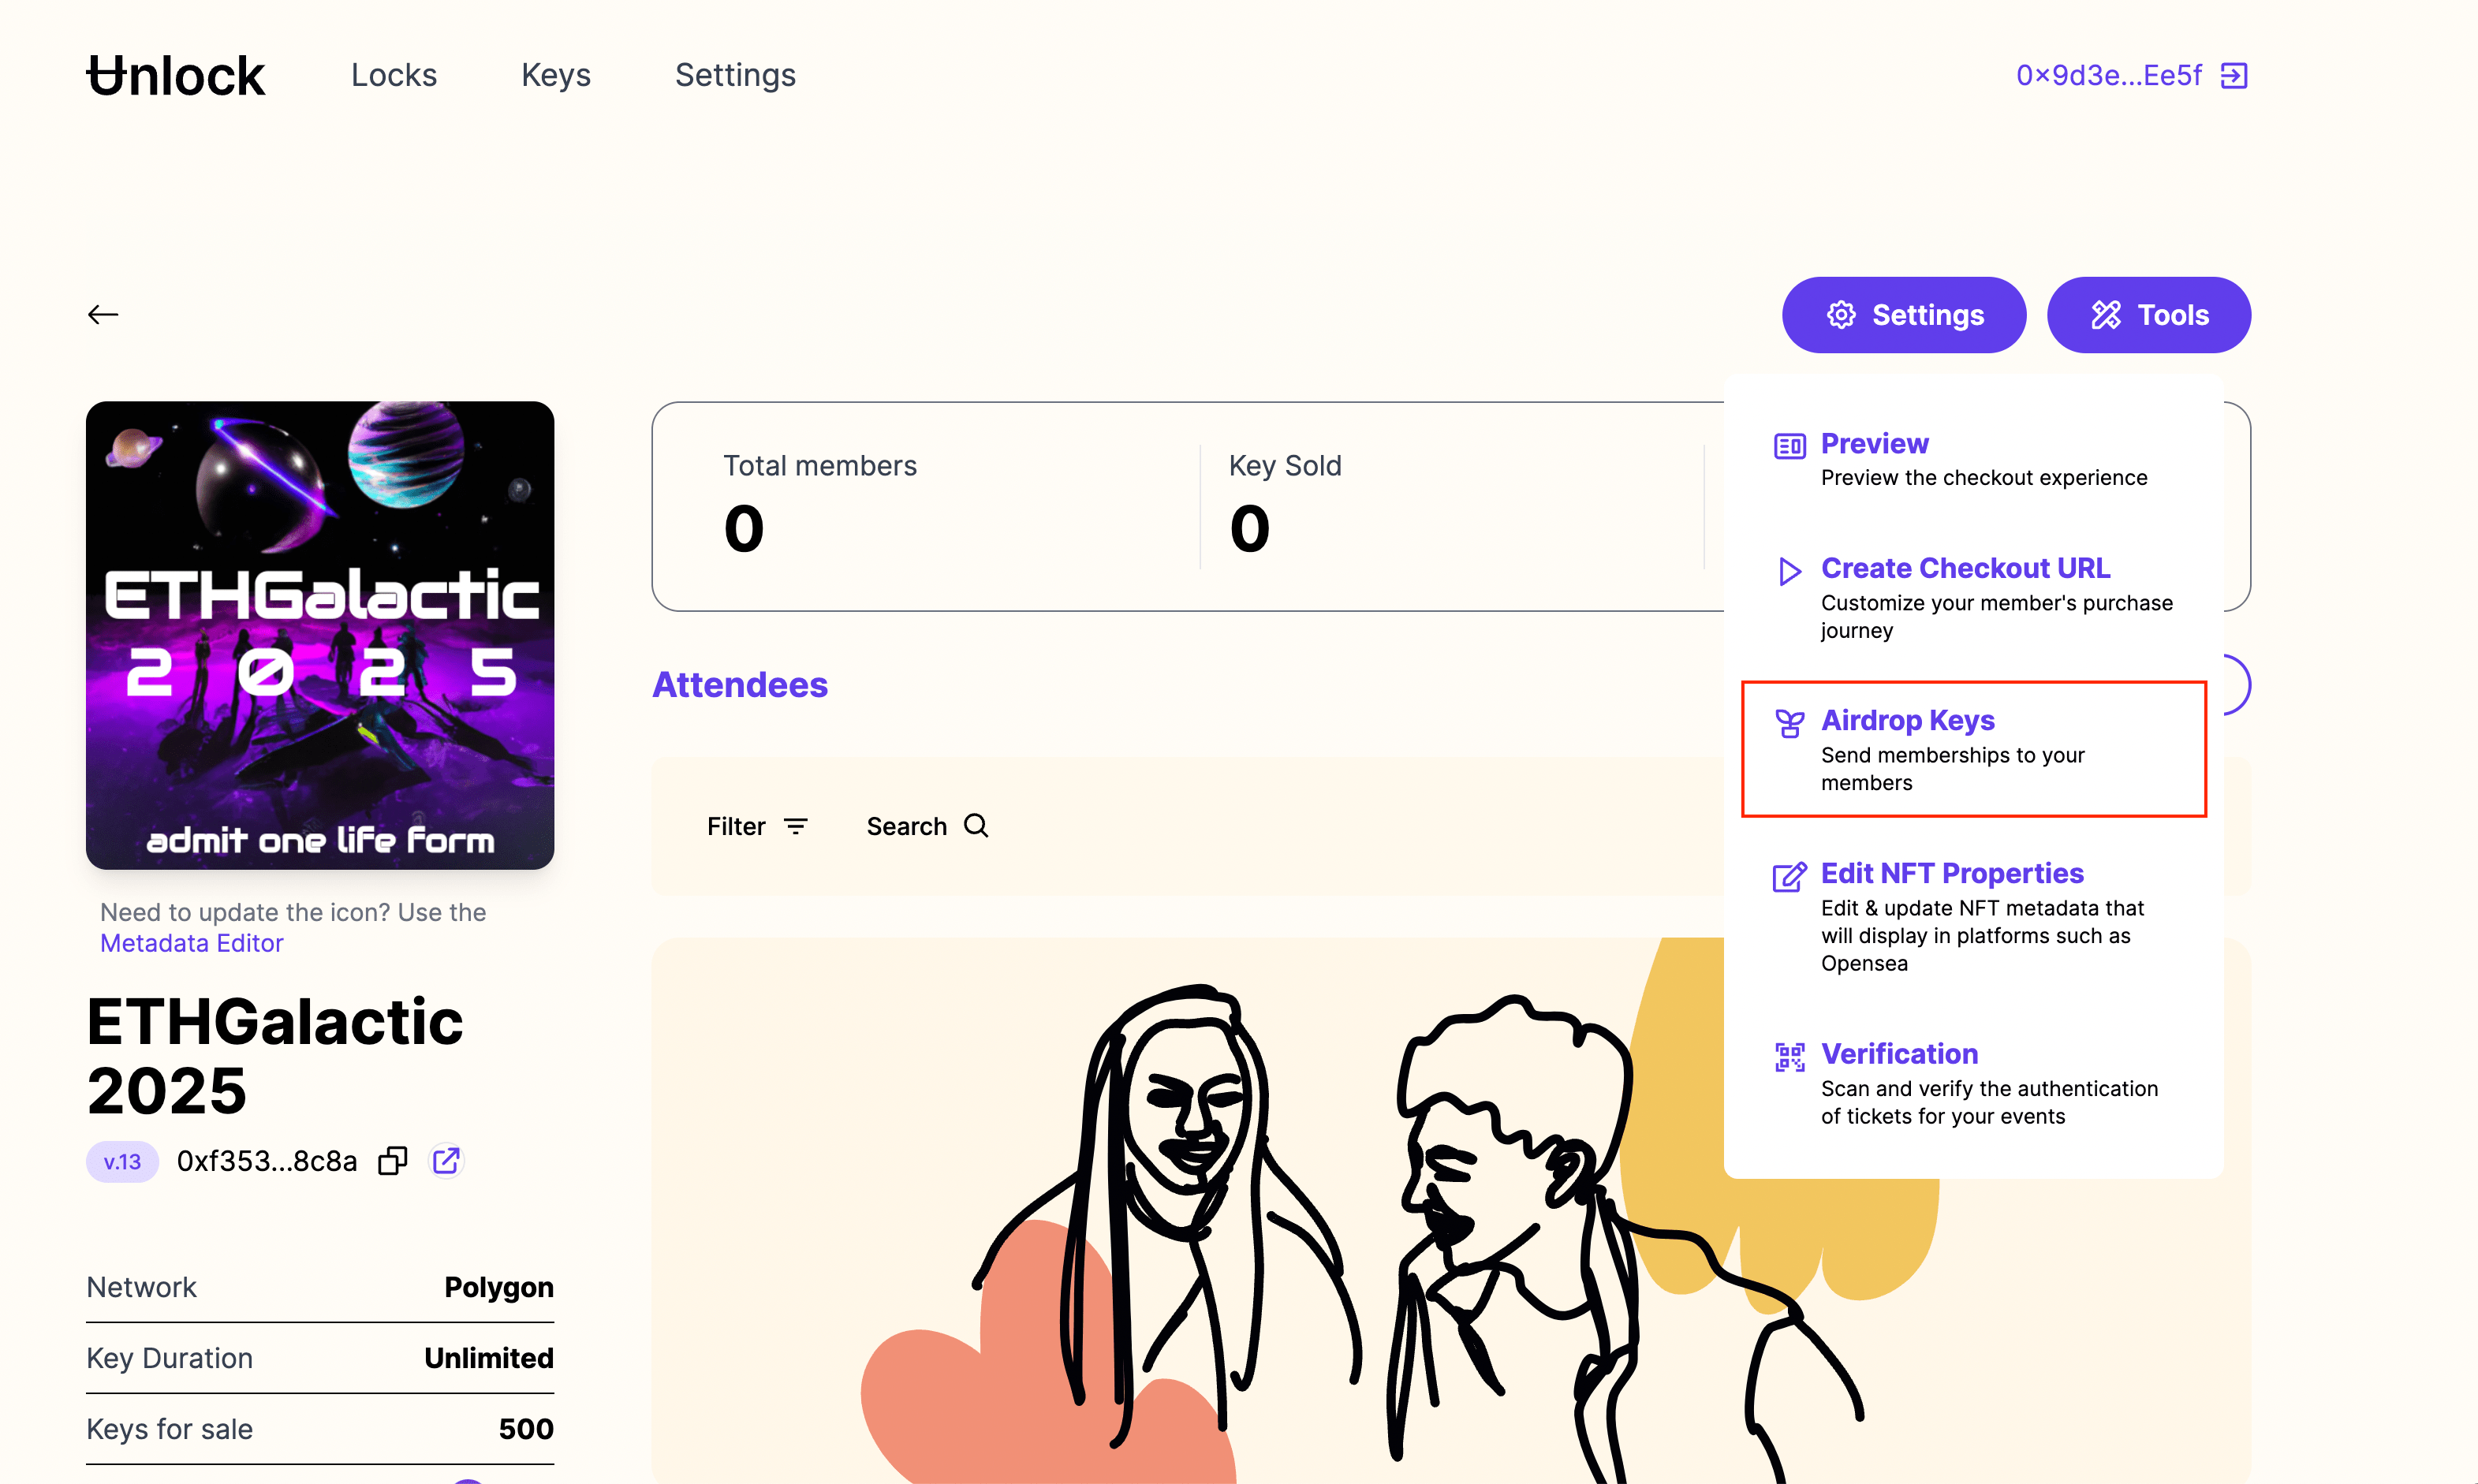 Unlock
Locks
Keys
Settings
0×9d3e...Ee5f
Settings
Tools
ETHGalactic
2 0 2 5
admit one life form
Need to update the icon? Use the
Metadata Editor
ETHGalactic
2025
v.13
0xf353...8c8a
Network
Polygon
Key Duration
Unlimited
Keys for sale
500
Total members
0
Key Sold
0
Attendees
Filter
Search
Preview
Preview the checkout experience
Create Checkout URL
Customize your member's purchase
journey
Airdrop Keys
Send memberships to your
members
Edit NFT Properties
Edit & update NFT metadata that
will display in platforms such as
Opensea
Verification
Scan and verify the authentication
of tickets for your events